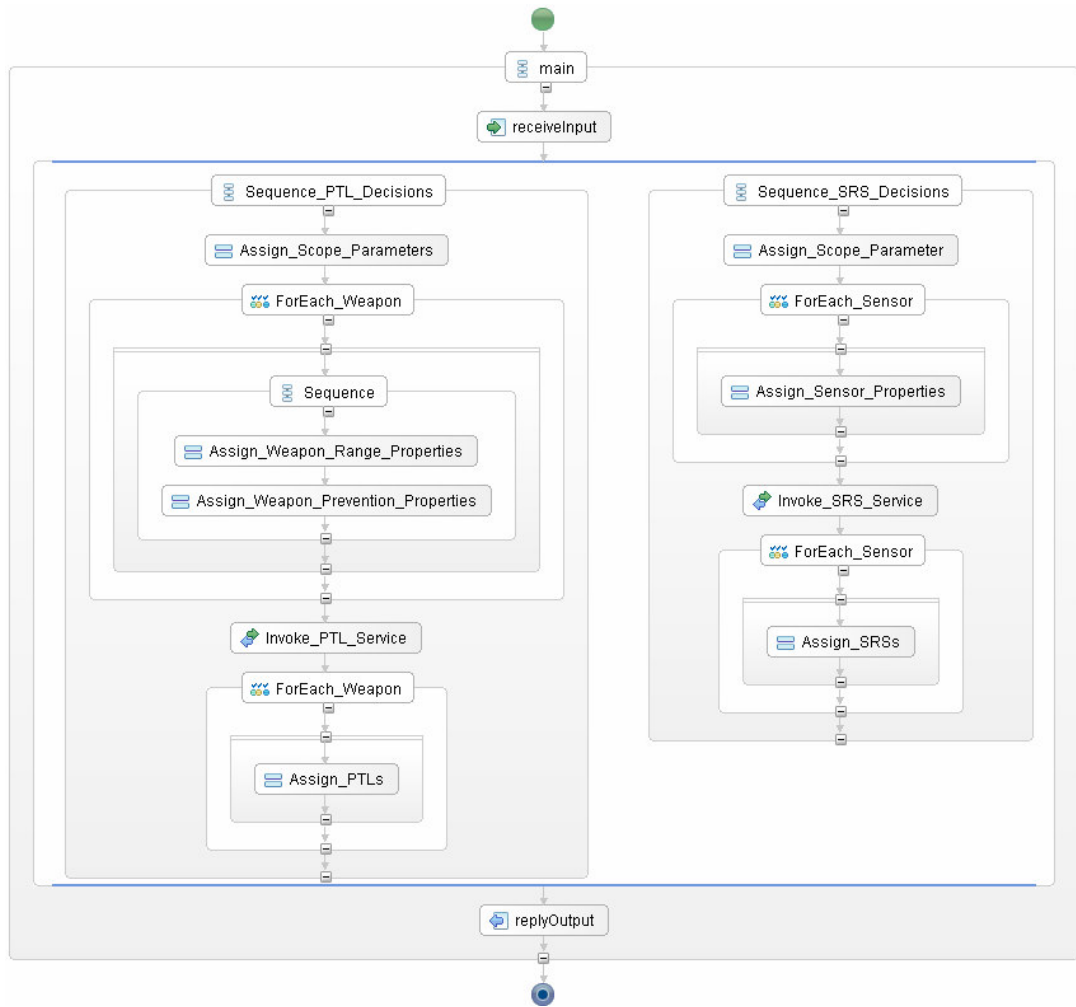 main
receiveInput
Sequence_PTL_Decisions
Assign_Scope_Parameters
ForEach_Weapon
Sequence
Assign_Weapon_Range_Properties
Assign_Weapon_Prevention_Properties
Invoke_PTL_Service
ForEach_Weapon
Assign_PTLs
Sequence_SRS_Decisions
Assign_Scope_Parameter
ForEach_Sensor
Assign_Sensor_Properties
Invoke_SRS_Service
ForEach_Sensor
Assign_SRSs
replyOutput